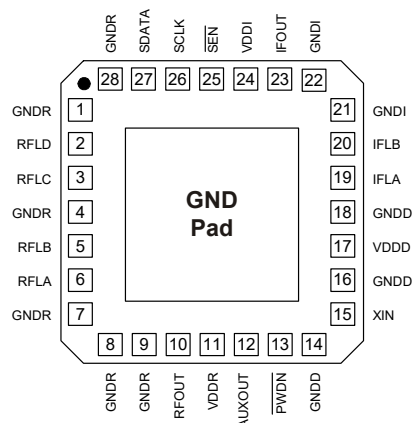 GNDR
SDATA
SCLK
SEN
VDDI
IFOUT
GNDI
28 27 26 25 24 23 22
GNDR 1
RFLD 2
RFLC 3
GNDR 4
RFLB 5
RFLA 6
GNDR 7
GND
Pad
21 GNDI
20 IFLB
19 IFLA
18 GNDD
17 VDDD
16 GNDD
15 XIN
8 9 10 11 12 13 14
GNDR
GNDR
RFOUT
VDDR
AUXOUT
PWDN
GNDD